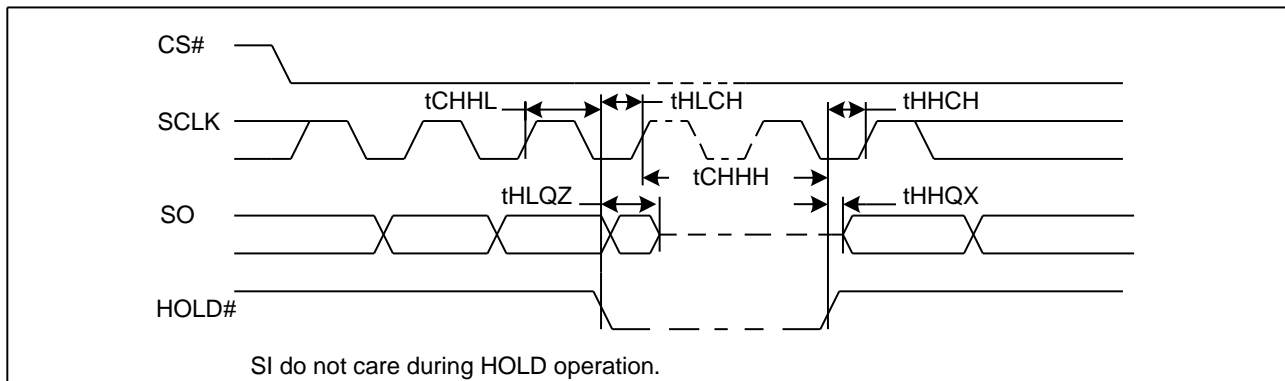 CS#
tCHHL
tHLCH
tHHCH
SCLK
tCHHH
tHLQZ
tHHQX
SO
HOLD#
SI do not care during HOLD operation.